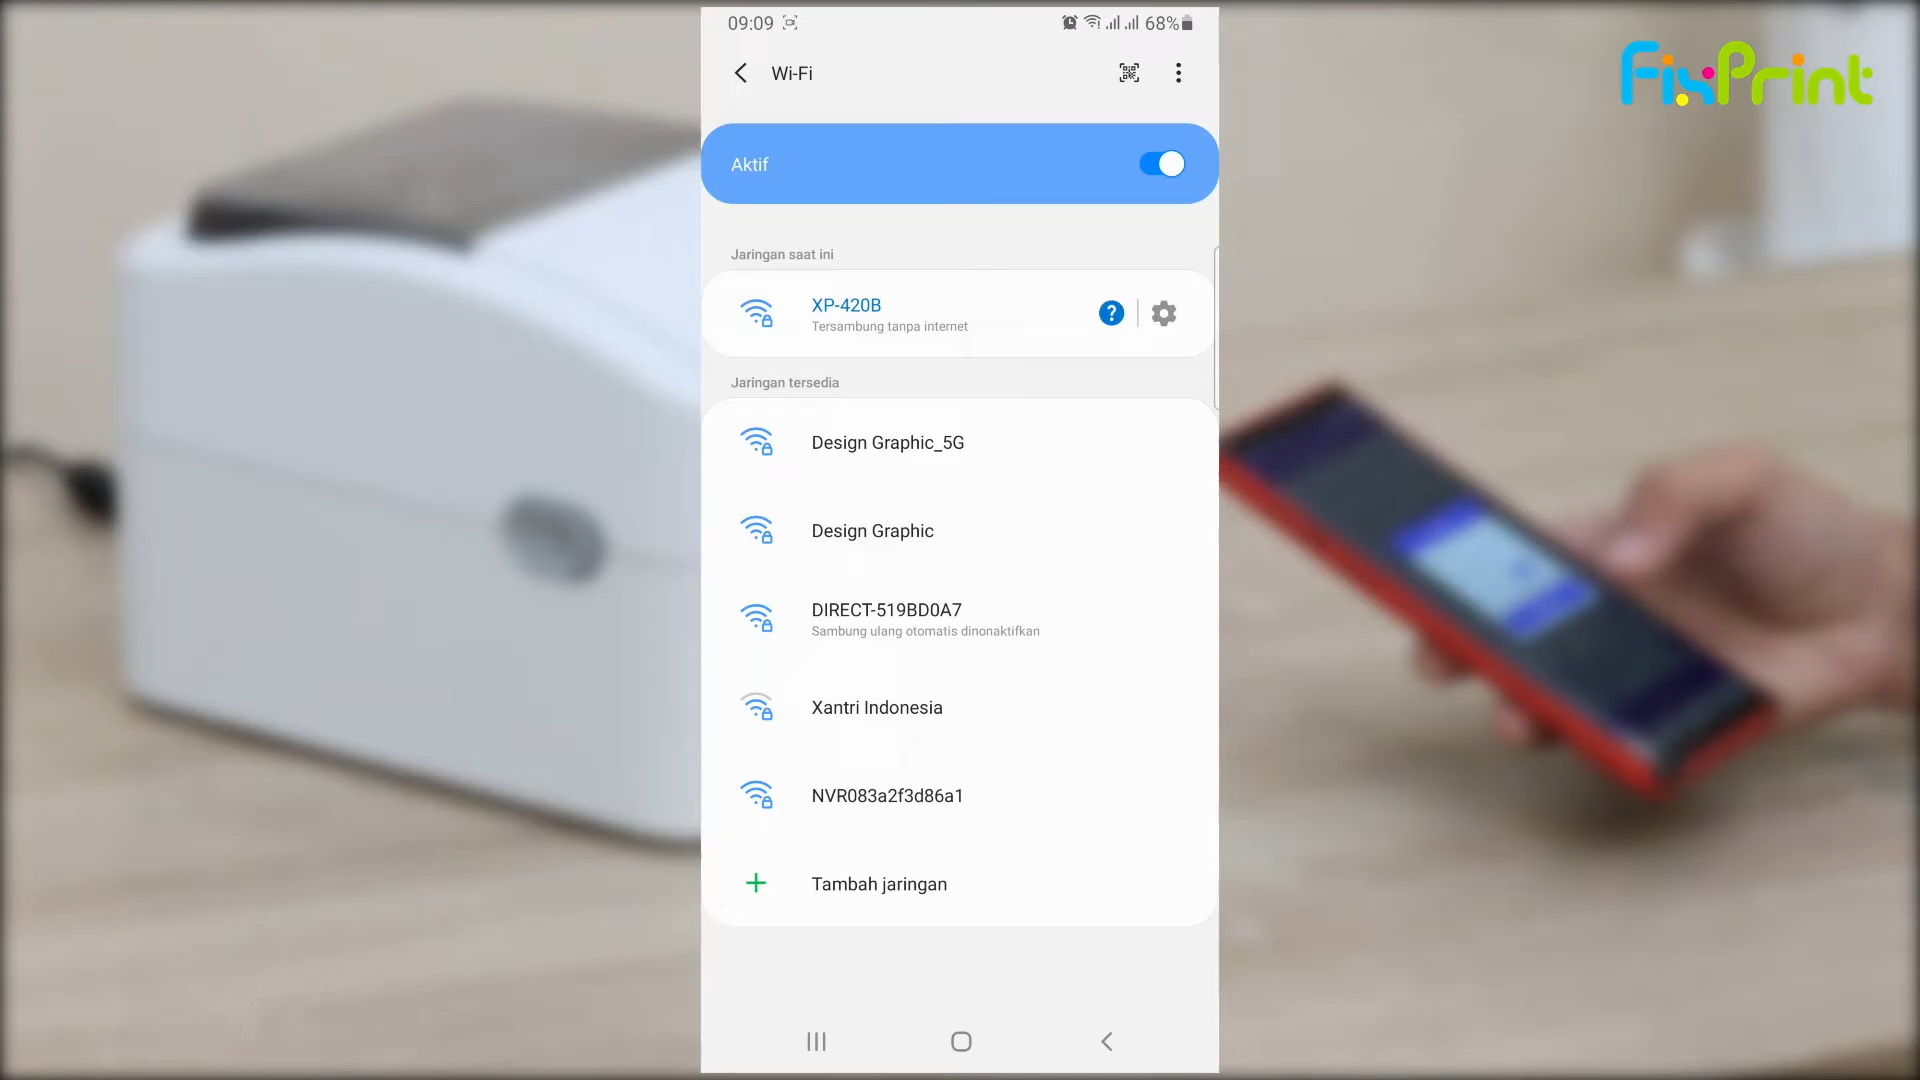 09:09
68%
FixPrint
Wi-Fi
Aktif
Jaringan saat ini
XP-420B
Tersambung tanpa internet
?
Jaringan tersedia
Design Graphic_5G
Design Graphic
DIRECT-519BD0A7
Sambung ulang otomatis dinonaktifkan
Xantri Indonesia
NVR083a2f3d86a1
Tambah jaringan